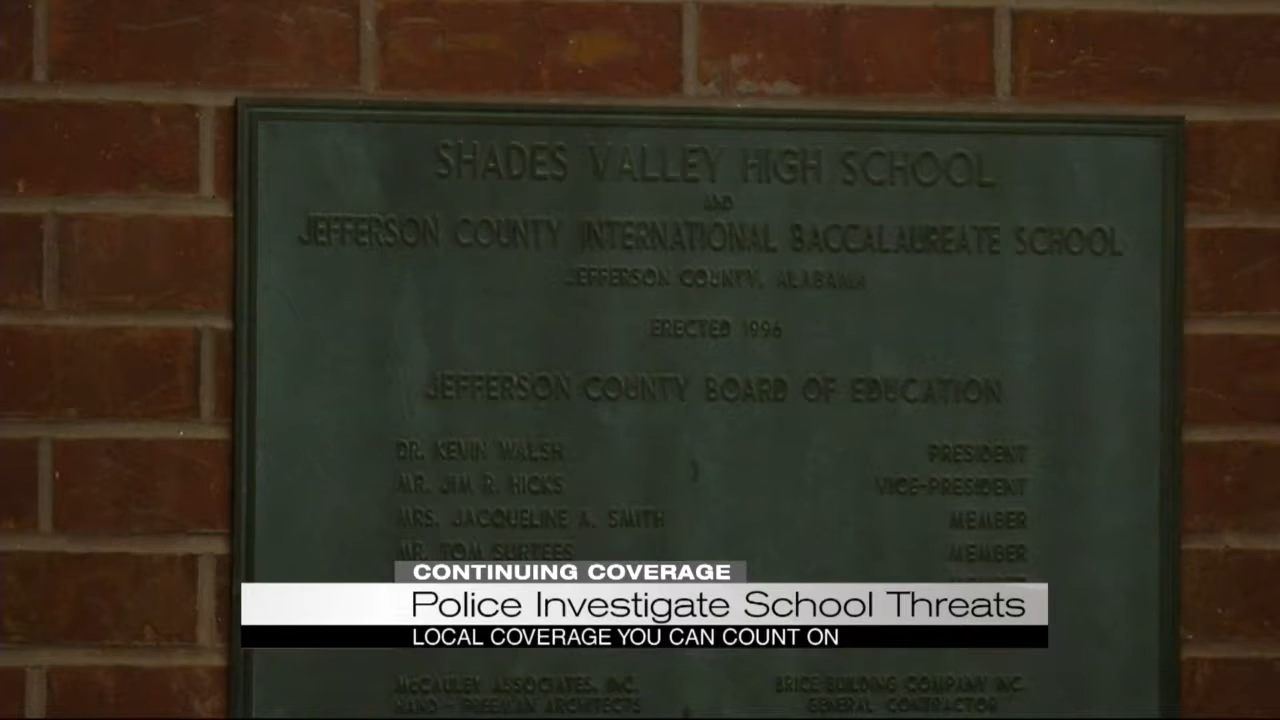 SHADES VALLEY HIGH SCHOOL
AND
JEFFERSON COUNTY INTERNATIONAL BACCALAUREATE SCHOOL
JEFFERSON COUNTY, ALABAMA
ERECTED 1996
JEFFERSON COUNTY BOARD OF EDUCATION
DR. KEVIN WALSH PRESIDENT
MR. JIM R. HICKS VICE-PRESIDENT
MRS. JACQUELINE A. SMITH MEMBER
MR. TOM SURTEES MEMBER
CONTINUING COVERAGE
Police Investigate School Threats
LOCAL COVERAGE YOU CAN COUNT ON
McCAULEY ASSOCIATES, INC. BRICE BUILDING COMPANY INC.
HAND - FREEMAN ARCHITECTS GENERAL CONTRACTOR